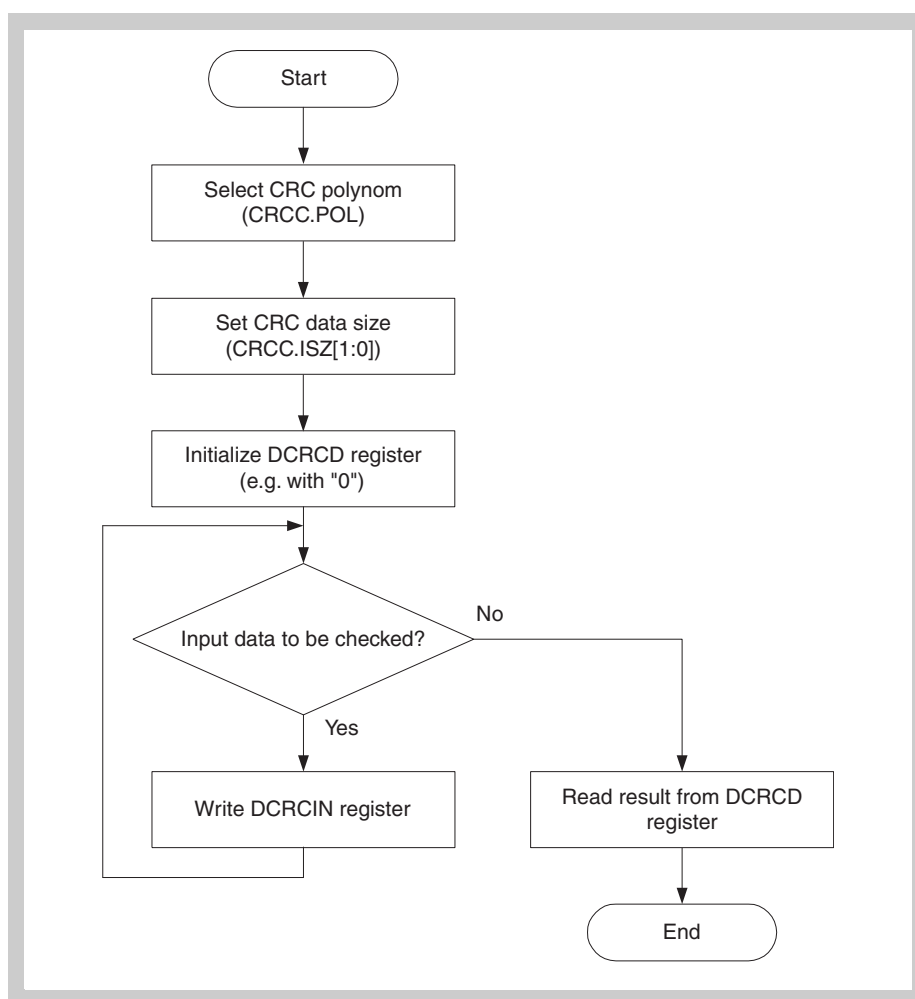 Start
Select CRC polynom
(CRCC.POL)
Set CRC data size
(CRCC.ISZ[1:0])
Initialize DCRCD register
(e.g. with "0")
Input data to be checked?
No
Yes
Write DCRCIN register
Read result from DCRCD
register
End